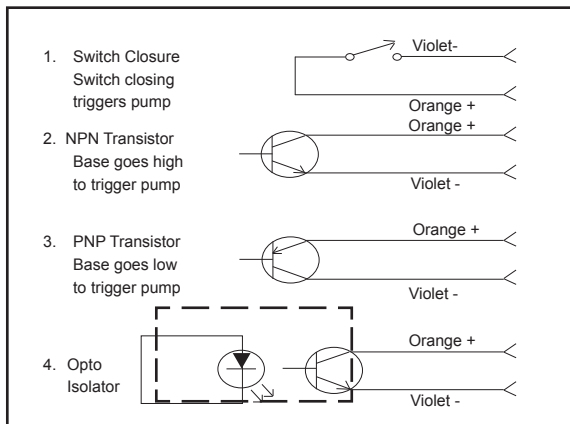 Violet-
1. Switch Closure
Switch closing
triggers pump
Orange +
Orange +
2. NPN Transistor
Base goes high
to trigger pump
Violet -
Orange +
3. PNP Transistor
Base goes low
to trigger pump
Violet -
Orange +
4. Opto
Isolator
Violet -